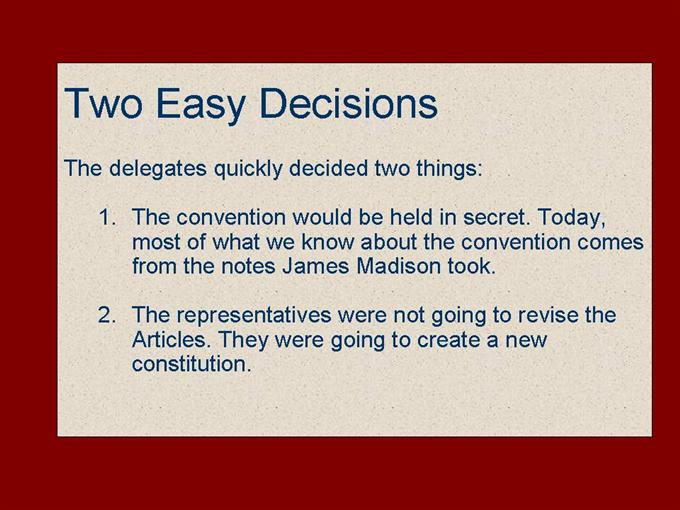 Two Easy Decisions
The delegates quickly decided two things:
1. The convention would be held in secret. Today,
most of what we know about the convention comes
from the notes James Madison took.
2. The representatives were not going to revise the
Articles. They were going to create a new
constitution.